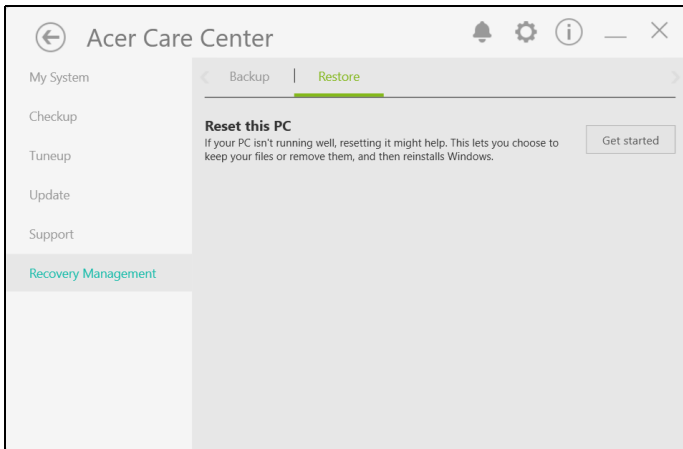 Acer Care Center
My System
Checkup
Tuneup
Update
Support
Recovery Management
Backup | Restore
Reset this PC
If your PC isn't running well, resetting it might help. This lets you choose to
keep your files or remove them, and then reinstalls Windows.
Get started